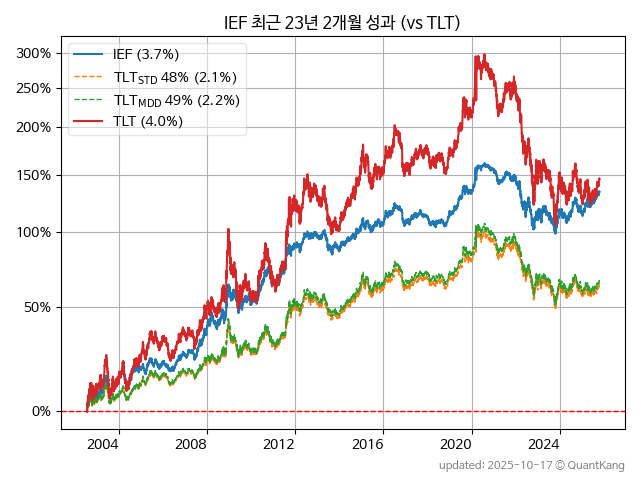 IEF 최근 23년 2개월 성과 (vs TLT)
IEF (3.7%)
TLT_STD 48% (2.1%)
TLT_MDD 49% (2.2%)
TLT (4.0%)
300%
250%
200%
150%
100%
50%
0%
2004 2008 2012 2016 2020 2024
updated: 2025-10-17 © QuantKang